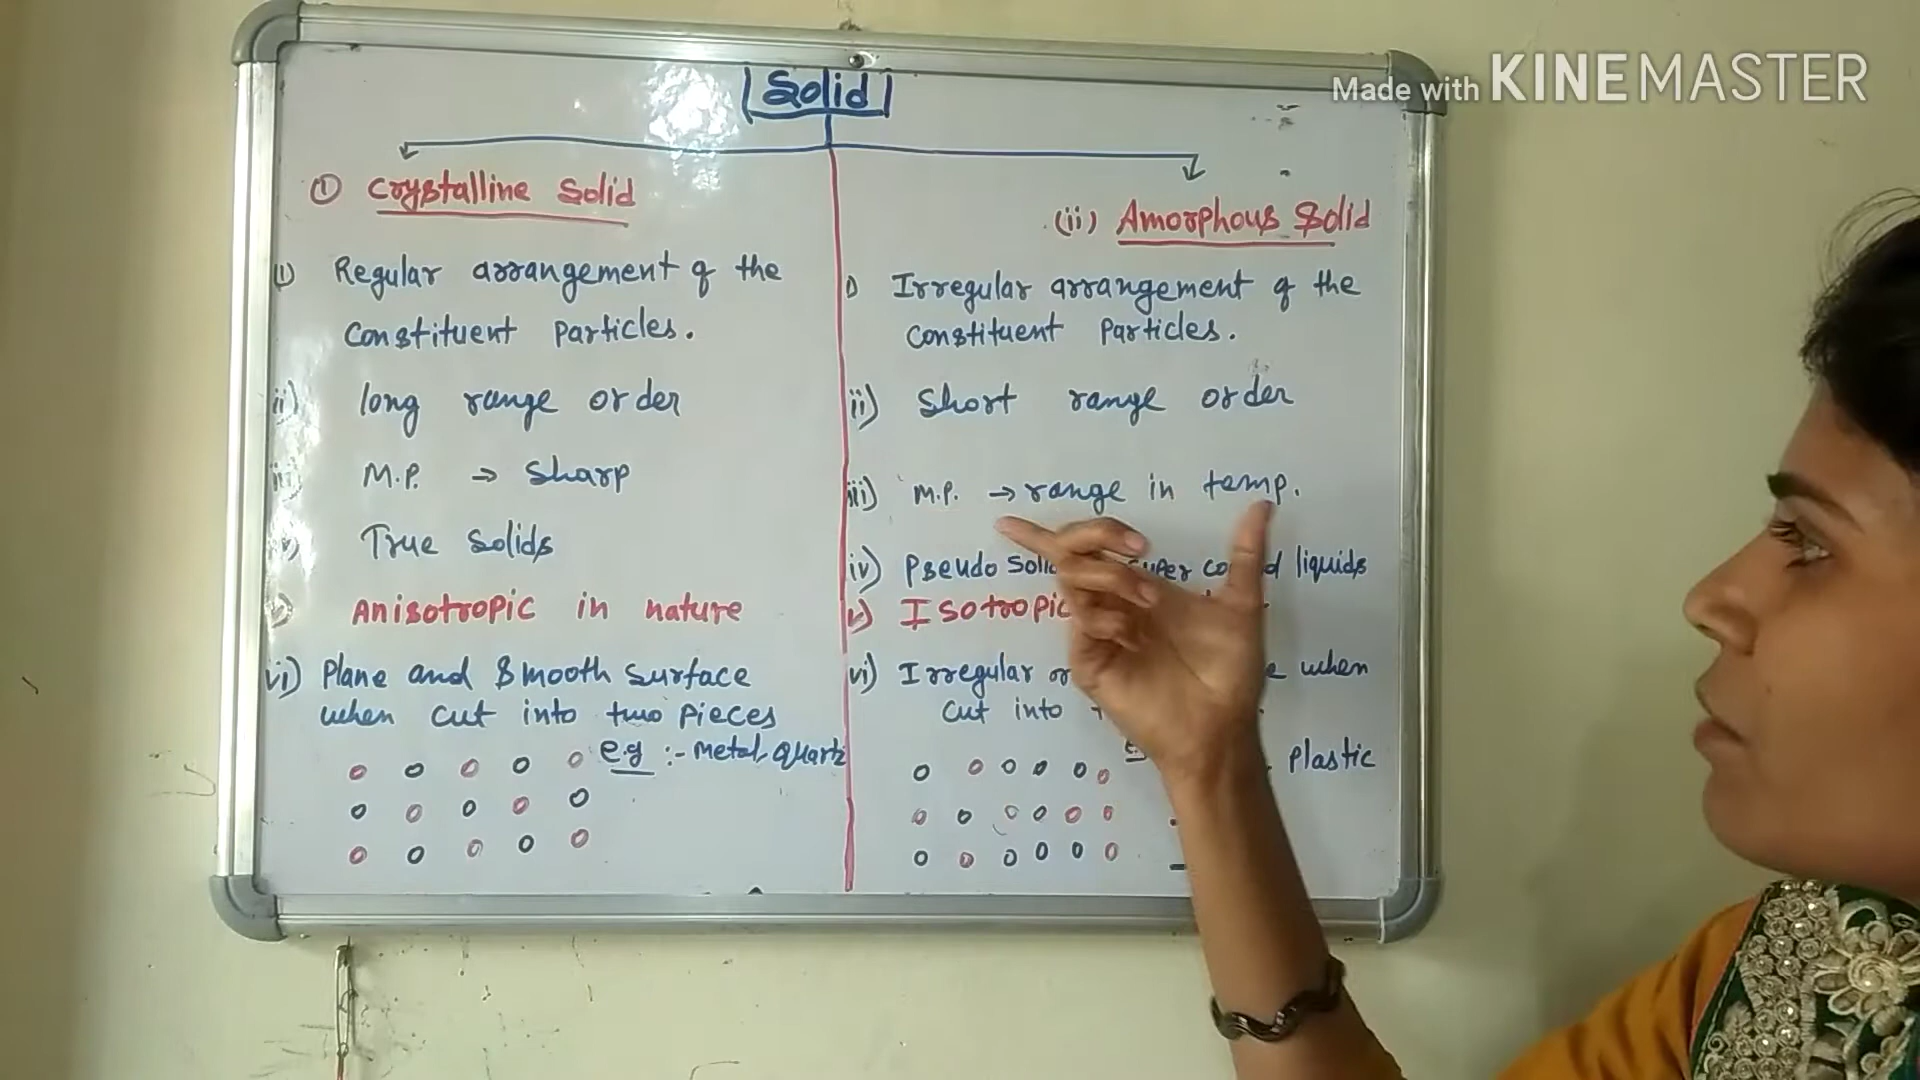 Solid
① Crystalline Solid
i) Regular arrangement of the
Constituent Particles.
ii) long range order
iii) M.P. ⇒ Sharp
True Solids
Anisotropic in nature
vi) Plane and Smooth Surface
when cut into two pieces
e.g :- Metal, Quartz
(ii) Amorphous Solid
i) Irregular arrangement of the
Constituent Particles.
ii) Short range order
iii) M.P. → range in temp.
iv) Pseudo liquids
v) Isotropic
vi) Irregular when
cut into
Plastic
Made with KINEMASTER